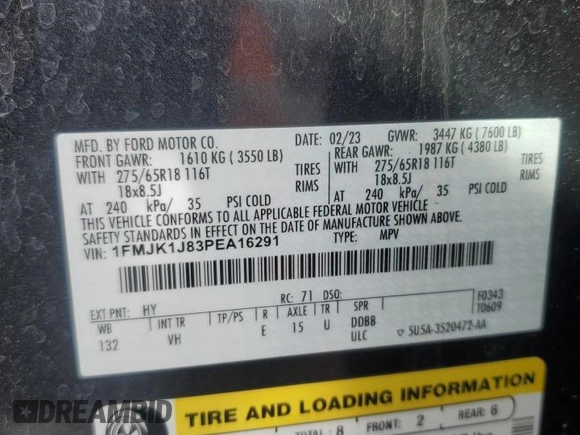 MFD. BY FORD MOTOR CO. DATE: 02/23 GVWR: 3447 KG ( 7600 LB)
FRONT GAWR: 1610 KG ( 3550 LB) REAR GAWR: 1987 KG ( 4380 LB)
WITH 275/65R18 116T TIRES WITH 275/65R18 116T TIRES
18x8.5J RIMS 18x8.5J RIMS
AT 240 kPa/ 35 PSI COLD AT 240 kPa/ 35 PSI COLD
THIS VEHICLE CONFORMS TO ALL APPLICABLE FEDERAL MOTOR VEHICLE
SAFETY STANDARDS IN EFFECT ON THE DATE OF MANUFACTURE SHOWN ABOVE.
VIN: 1FMJK1J83PEA16291 TYPE: MPV
EXT PNT: HY RC: 71 DSO: F0343
WB INT TR TP/PS R AXLE TR SPR T0609
132 VH E 15 U DDBB
ULC ▽ 5U5A-3520472-AA
TIRE AND LOADING INFORMATION
TOTAL: 8 FRONT: 2 REAR: 6
DREAMBID